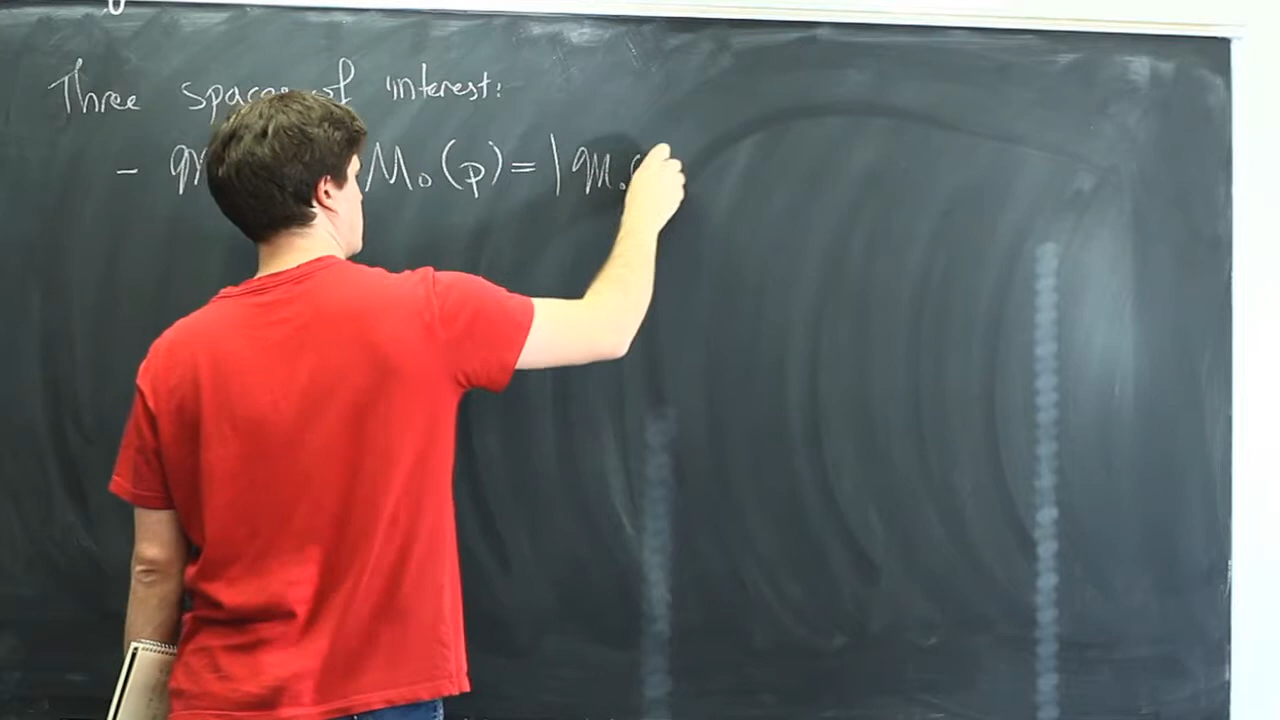 Three spaces of interest:
- 𝔐 M₀(p) = |𝔐₀